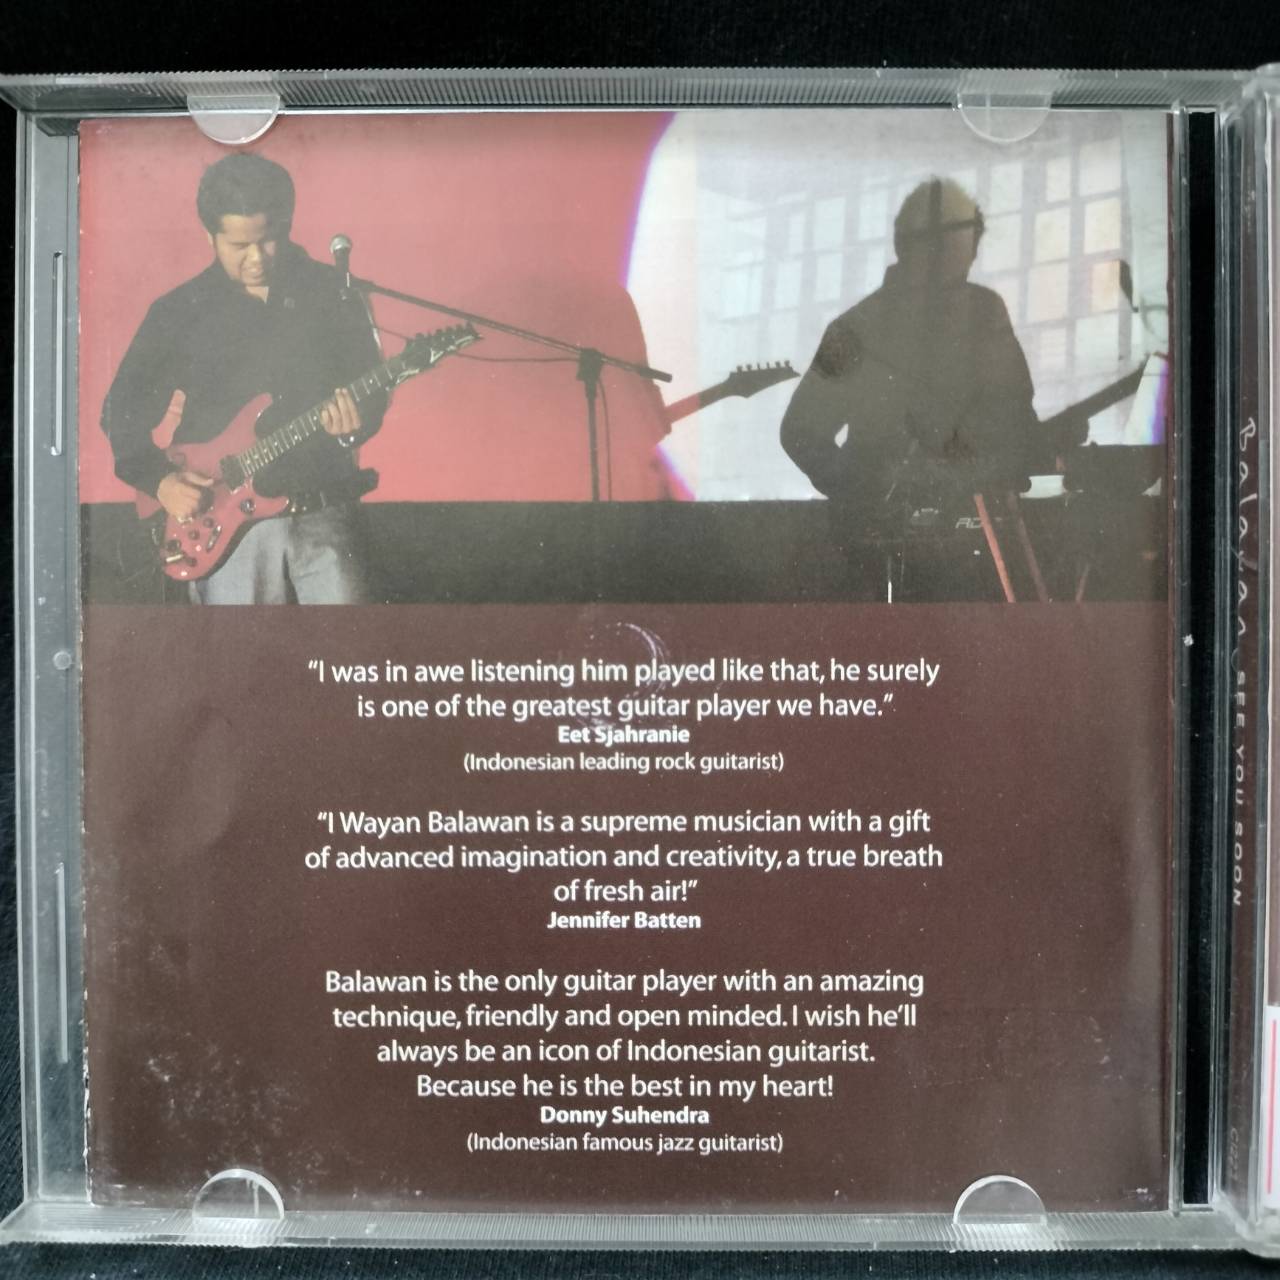 “I was in awe listening him played like that, he surely
is one of the greatest guitar player we have.”
Eet Sjahranie
(Indonesian leading rock guitarist)
“I Wayan Balawan is a supreme musician with a gift
of advanced imagination and creativity, a true breath
of fresh air!”
Jennifer Batten
Balawan is the only guitar player with an amazing
technique, friendly and open minded. I wish he’ll
always be an icon of Indonesian guitarist.
Because he is the best in my heart!
Donny Suhendra
(Indonesian famous jazz guitarist)
Balawan SEE YOU SOON